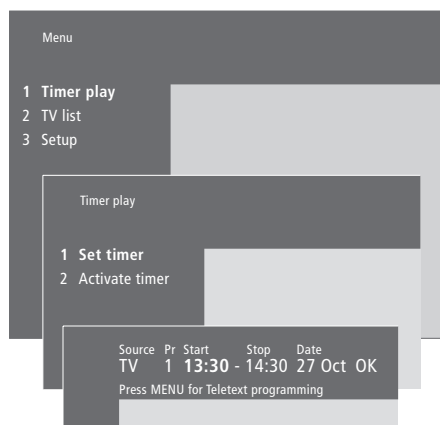 Menu
1 Timer play
2 TV list
3 Setup
Timer play
1 Set timer
2 Activate timer
Source Pr Start Stop Date
TV 1 13:30 - 14:30 27 Oct OK
Press MENU for Teletext programming